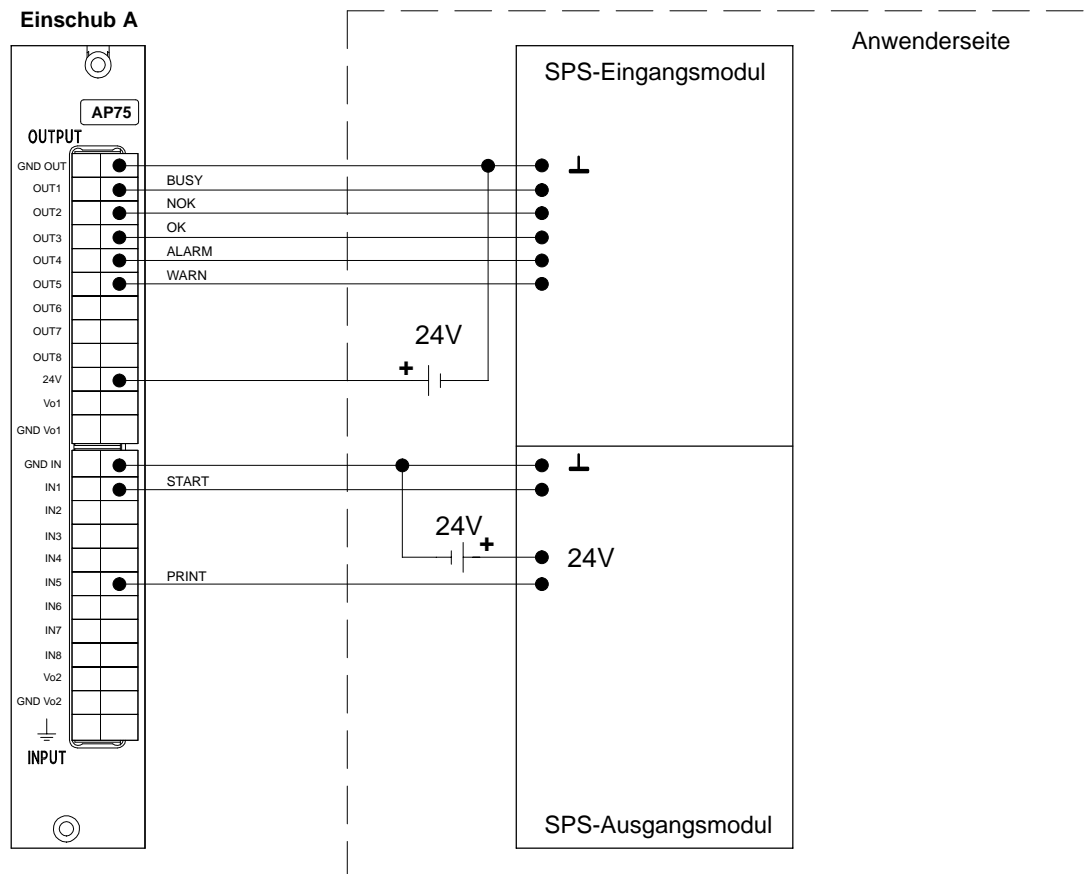 Einschub A
Anwenderseite
SPS-Eingangsmodul
AP75
OUTPUT
GND OUT
OUT1 BUSY
OUT2 NOK
OUT3 OK
OUT4 ALARM
OUT5 WARN
OUT6
OUT7
24V
OUT8
+
24V
Vo1
GND Vo1
GND IN
IN1 START
IN2
24V
+
IN3
IN4
24V
IN5 PRINT
IN6
IN7
IN8
Vo2
GND Vo2
INPUT
SPS-Ausgangsmodul